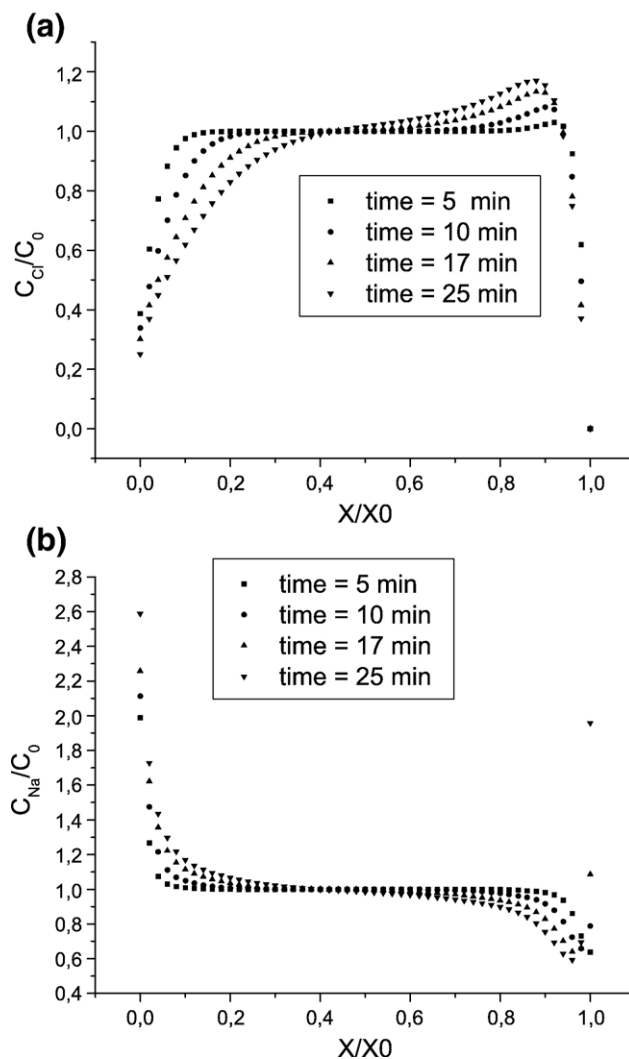 (a)
C_Cl/C_0
1,2
1,0
0,8
0,6
0,4
0,2
0,0
time = 5 min
time = 10 min
time = 17 min
time = 25 min
0,0 0,2 0,4 0,6 0,8 1,0
X/X0
(b)
C_Na/C_0
2,8
2,6
2,4
2,2
2,0
1,8
1,6
1,4
1,2
1,0
0,8
0,6
0,4
time = 5 min
time = 10 min
time = 17 min
time = 25 min
0,0 0,2 0,4 0,6 0,8 1,0
X/X0